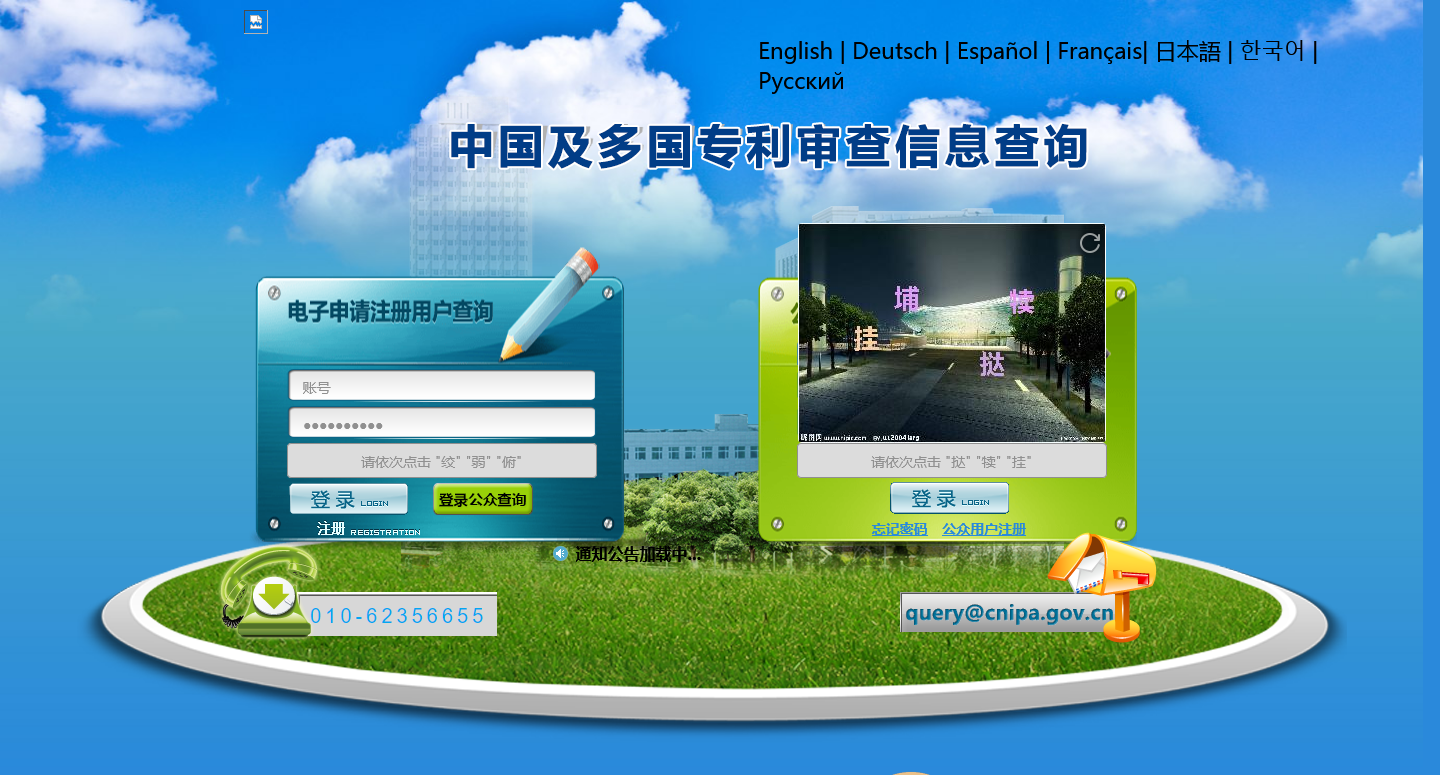 English | Deutsch | Español | Français| 日本語 | 한국어 |
Русский
中国及多国专利审查信息查询
电子申请注册用户查询
账号
请依次点击 "绞" "弱" "俯"
登录 LOGIN
登录公众查询
注册 REGISTRATION
埔
犊
挂
挞
请依次点击 "挞" "犊" "挂"
登录 LOGIN
忘记密码 公众用户注册
通知公告加载中...
010-62356655
query@cnipa.gov.cn